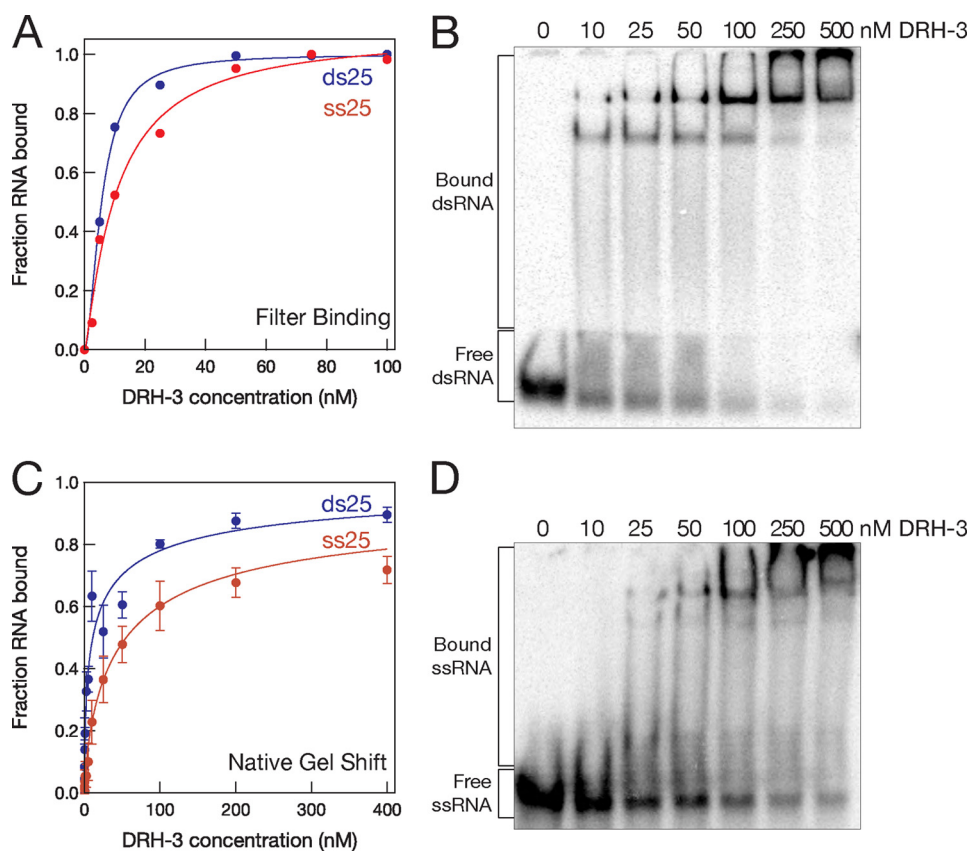 A
Fraction RNA bound
1.0
0.8
0.6
0.4
0.2
0.0
ds25
ss25
Filter Binding
0 20 40 60 80 100
DRH-3 concentration (nM)
B
0 10 25 50 100 250 500 nM DRH-3
Bound
dsRNA
Free
dsRNA
C
Fraction RNA bound
1.0
0.8
0.6
0.4
0.2
0.0
ds25
ss25
Native Gel Shift
0 100 200 300 400
DRH-3 concentration (nM)
D
0 10 25 50 100 250 500 nM DRH-3
Bound
ssRNA
Free
ssRNA